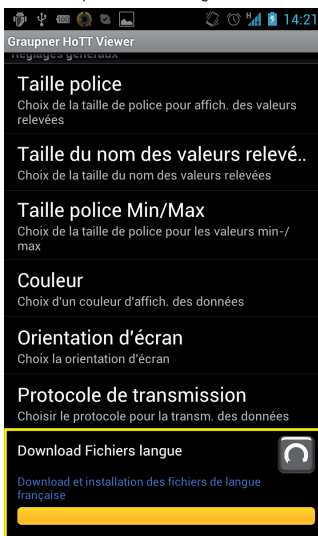 14:21
Graupner HoTT Viewer
Réglages généraux
Taille police
Choix de la taille de police pour affich. des valeurs
relevées
Taille du nom des valeurs relevé..
Choix de la taille du nom des valeurs relevées
Taille police Min/Max
Choix de la taille de police pour les valeurs min-/
max
Couleur
Choix d'un couleur d'affich. des données
Orientation d'écran
Choix la orientation d'écran
Protocole de transmission
Choisir le protocole pour la transm. des données
Download Fichiers langue
Download et installation des fichiers de langue
française